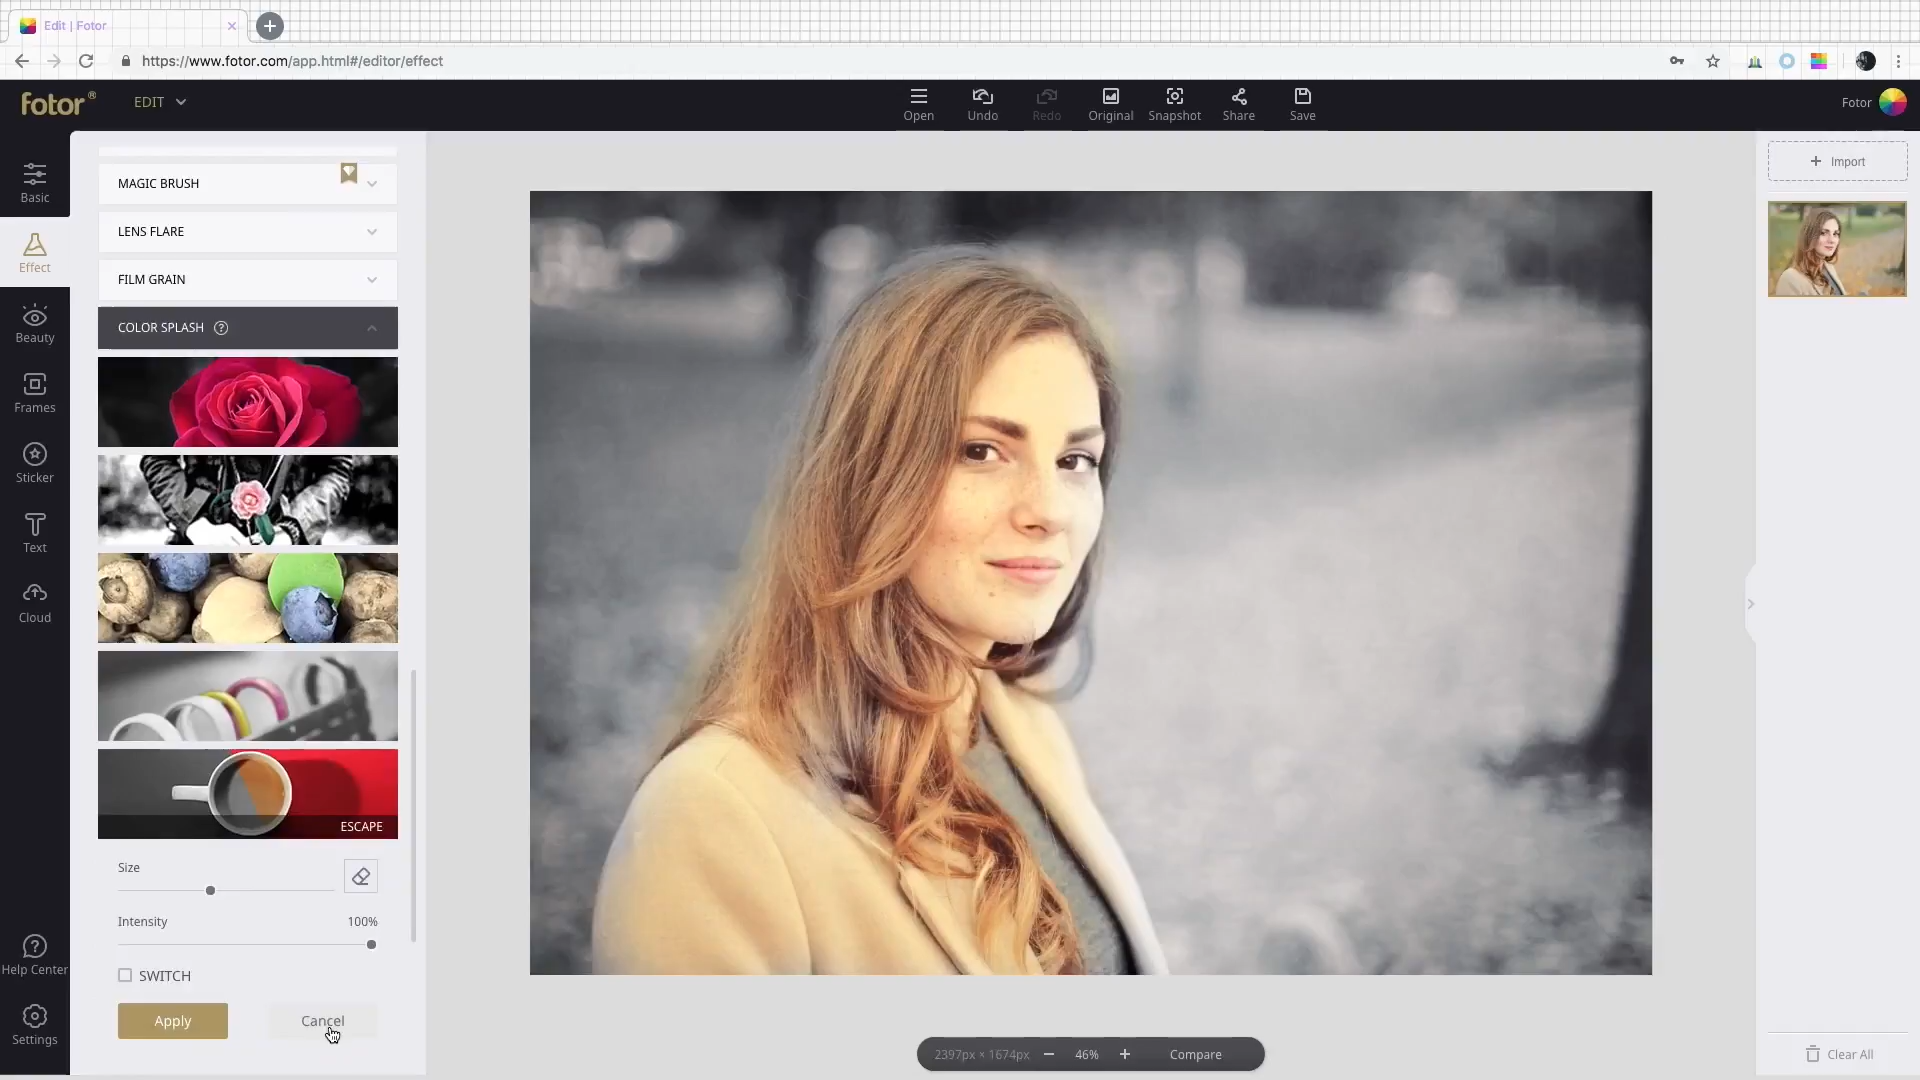 Edit | Fotor
https://www.fotor.com/app.html#/editor/effect
fotor®
EDIT
Open
Undo
Redo
Original
Snapshot
Share
Save
Fotor
Basic
Effect
Beauty
Frames
Sticker
Text
Cloud
Help Center
Settings
MAGIC BRUSH
LENS FLARE
FILM GRAIN
COLOR SPLASH ?
ESCAPE
Size
Intensity 100%
SWITCH
Apply
Cancel
2397px × 1674px
46%
Compare
Import
Clear All